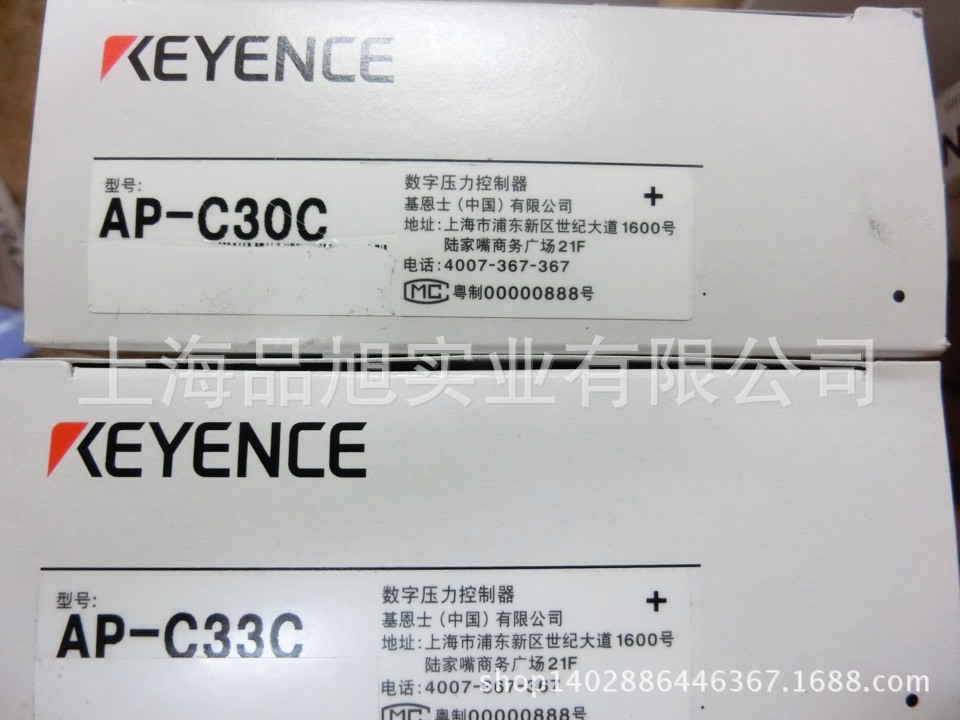 KEYENCE
型号:
AP-C30C
数字压力控制器
基恩士(中国)有限公司
地址:上海市浦东新区世纪大道1600号
陆家嘴商务广场21F
电话:4007-367-367
MC 粤制00000888号
+
上海品旭实业有限公司
KEYENCE
型号:
AP-C33C
数字压力控制器
基恩士(中国)有限公司
地址:上海市浦东新区世纪大道1600号
陆家嘴商务广场21F
电话:4007-367-367
MC 粤制00000888号
+
shop1402886446367.1688.com